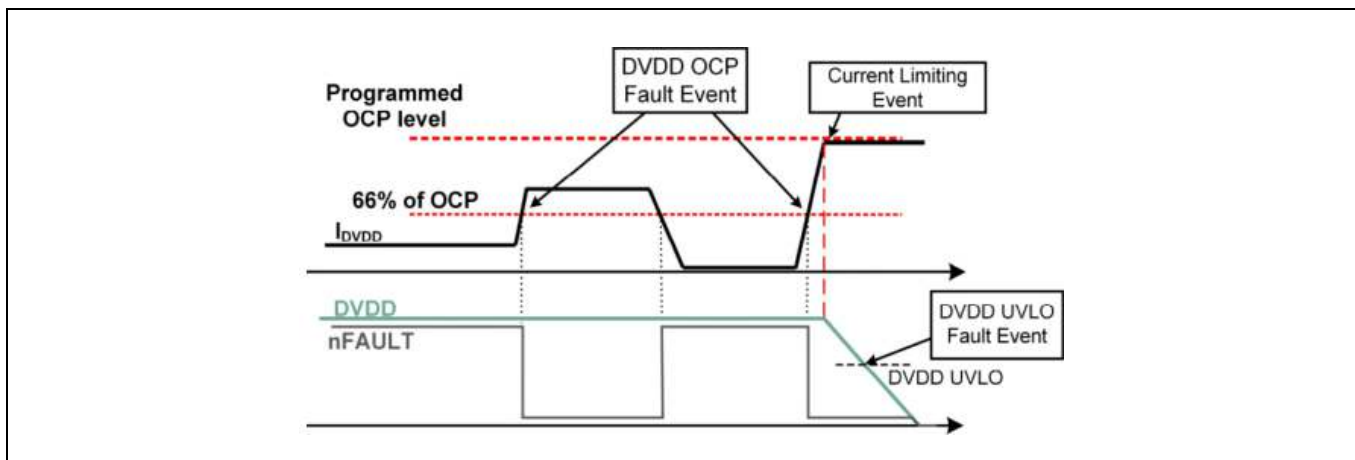 DVDD OCP
Fault Event
Current Limiting
Event
Programmed
OCP level
66% of OCP
IDVDD
DVDD
nFAULT
DVDD UVLO
Fault Event
DVDD UVLO